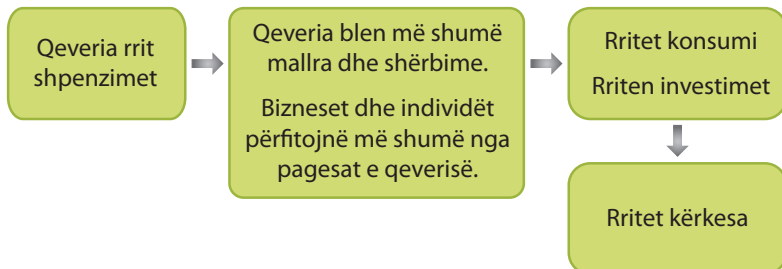 Qeveria rrit
shpenzimet
Qeveria blen më shumë
mallra dhe shërbime.
Bizneset dhe individët
përfitojnë më shumë nga
pagesat e qeverisë.
Rritet konsumi
Rriten investimet
Rritet kërkesa